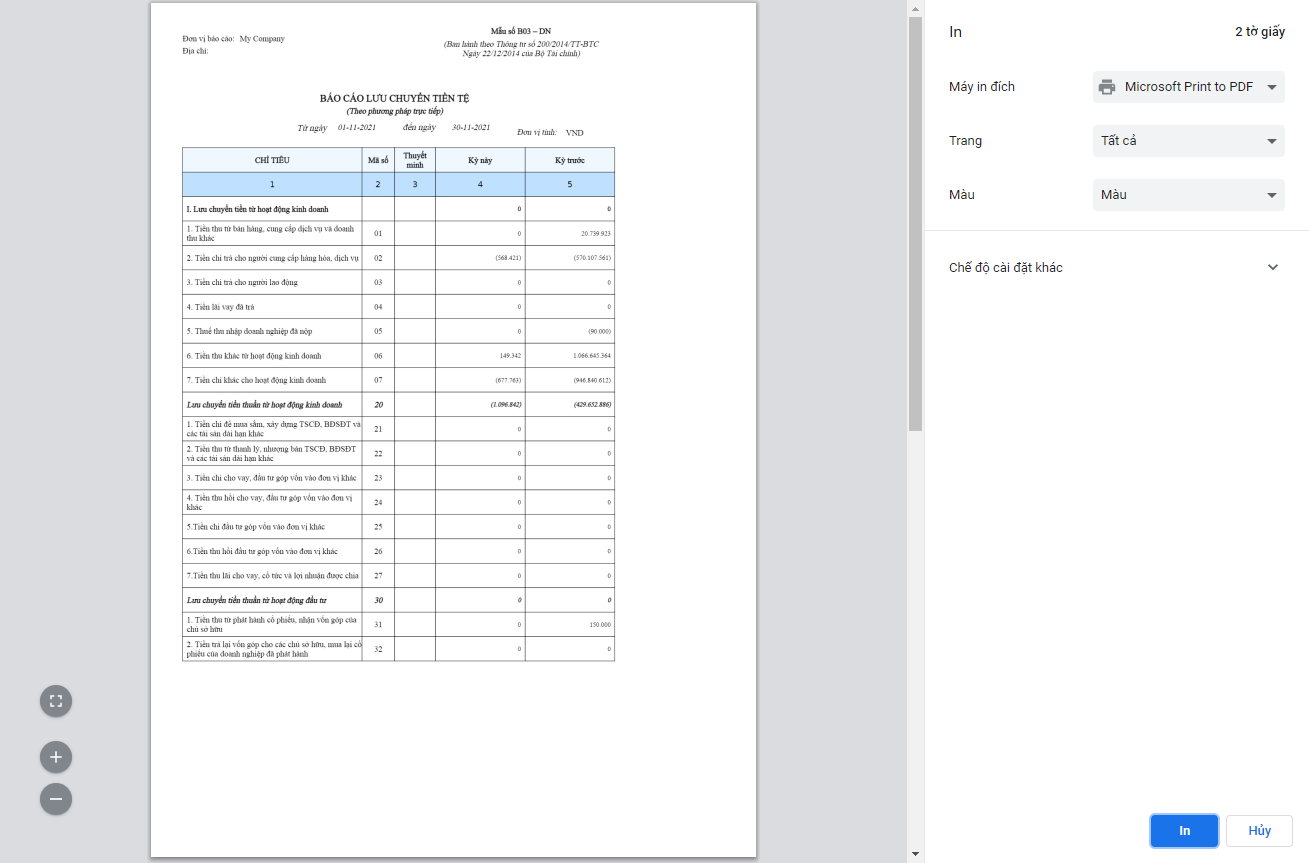 Đơn vị báo cáo: My Company
Địa chỉ:
Mẫu số B03 – DN
(Ban hành theo Thông tư số 200/2014/TT-BTC
Ngày 22/12/2014 của Bộ Tài chính)
BÁO CÁO LƯU CHUYỂN TIỀN TỆ
(Theo phương pháp trực tiếp)
Từ ngày 01-11-2021 đến ngày 30-11-2021 Đơn vị tính: VND
CHỈ TIÊU Mã số Thuyết minh Kỳ này Kỳ trước
1 2 3 4 5
I. Lưu chuyển tiền từ hoạt động kinh doanh 0 0
1. Tiền thu từ bán hàng, cung cấp dịch vụ và doanh
thu khác 01 0 20.739.923
2. Tiền chi trả cho người cung cấp hàng hóa, dịch vụ 02 (568.421) (570.107.561)
3. Tiền chi trả cho người lao động 03 0 0
4. Tiền lãi vay đã trả 04 0 0
5. Thuế thu nhập doanh nghiệp đã nộp 05 0 (90.000)
6. Tiền thu khác từ hoạt động kinh doanh 06 149.342 1.066.645.364
7. Tiền chi khác cho hoạt động kinh doanh 07 (677.763) (946.840.612)
Lưu chuyển tiền thuần từ hoạt động kinh doanh 20 (1.096.842) (429.652.886)
1. Tiền chi để mua sắm, xây dựng TSCĐ, BĐSĐT và
các tài sản dài hạn khác 21 0 0
2. Tiền thu từ thanh lý, nhượng bán TSCĐ, BĐSĐT
và các tài sản dài hạn khác 22 0 0
3. Tiền chi cho vay, đầu tư góp vốn vào đơn vị khác 23 0 0
4. Tiền thu hồi cho vay, đầu tư góp vốn vào đơn vị
khác 24 0 0
5.Tiền chi đầu tư góp vốn vào đơn vị khác 25 0 0
6.Tiền thu hồi đầu tư góp vốn vào đơn vị khác 26 0 0
7.Tiền thu lãi cho vay, cổ tức và lợi nhuận được chia 27 0 0
Lưu chuyển tiền thuần từ hoạt động đầu tư 30 0 0
1. Tiền thu từ phát hành cổ phiếu, nhận vốn góp của
chủ sở hữu 31 0 150.000
2. Tiền trả lại vốn góp cho các chủ sở hữu, mua lại cổ
phiếu của doanh nghiệp đã phát hành 32 0 0
In 2 tờ giấy
Máy in đích Microsoft Print to PDF
Trang Tất cả
Màu Màu
Chế độ cài đặt khác
In Hủy